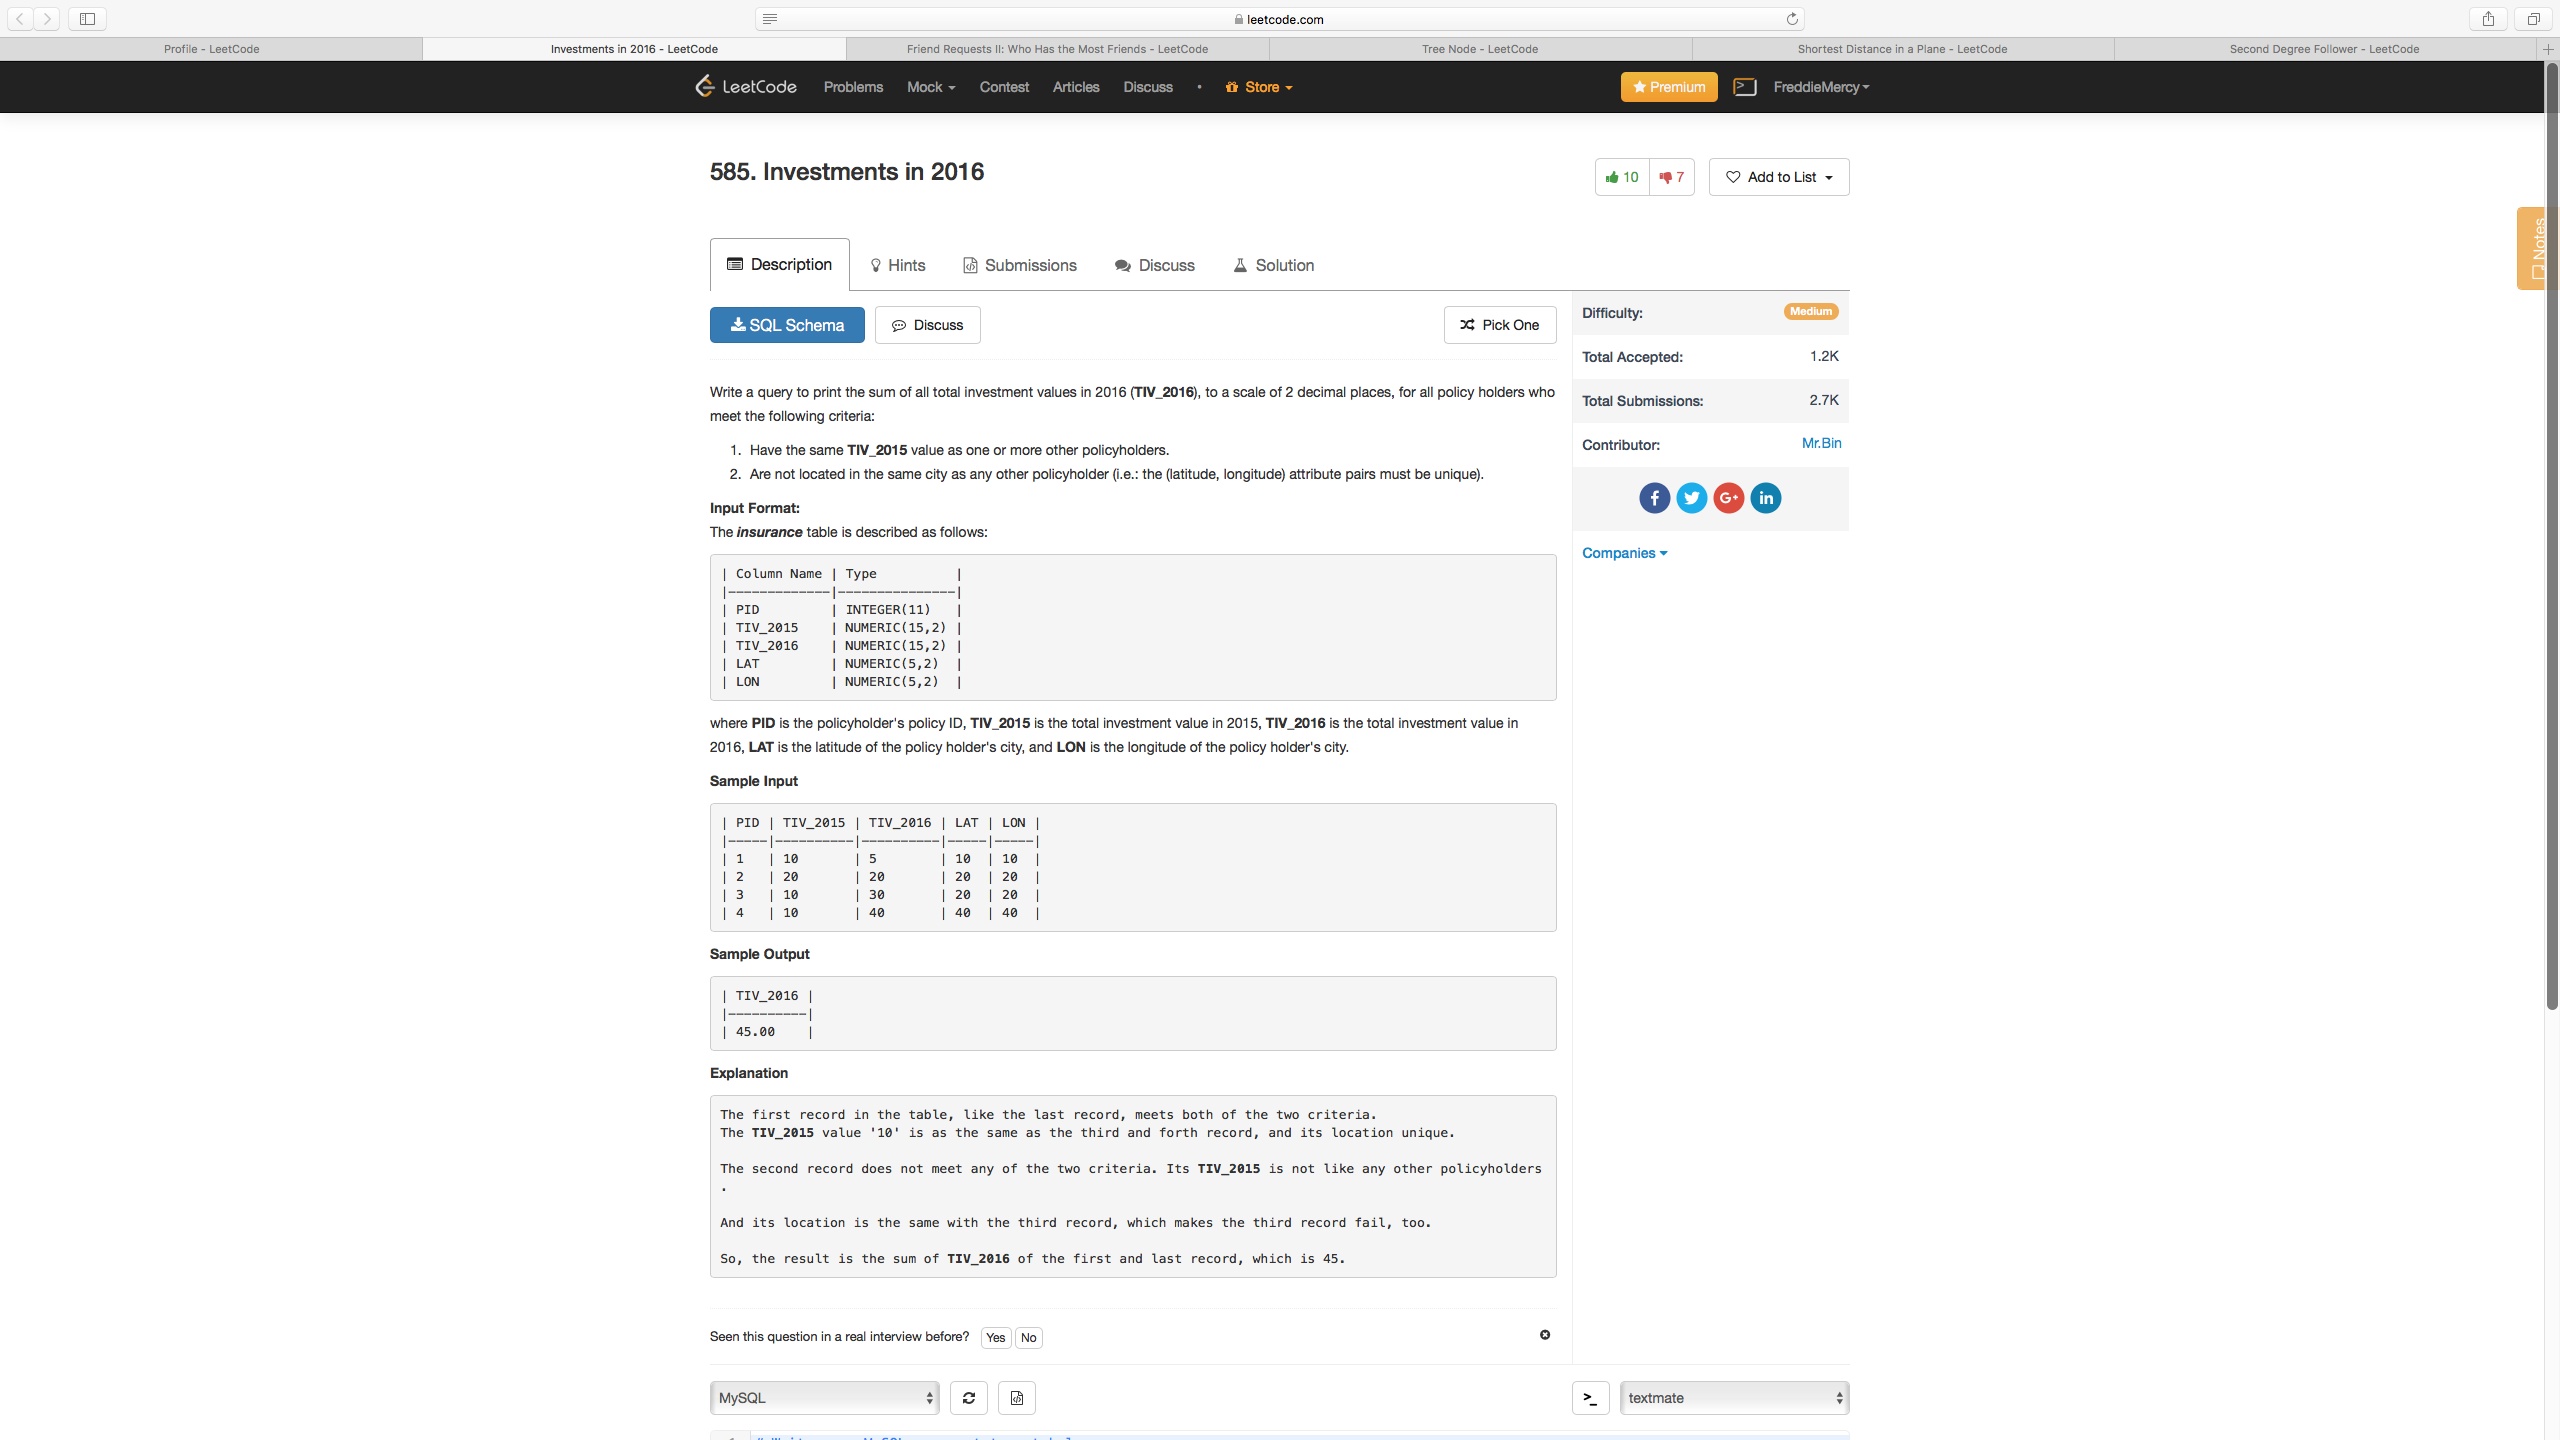 leetcode.com
Profile - LeetCode
Investments in 2016 - LeetCode
Friend Requests II: Who Has the Most Friends - LeetCode
Tree Node - LeetCode
Shortest Distance in a Plane - LeetCode
Second Degree Follower - LeetCode
LeetCode Problems Mock Contest Articles Discuss • Store Premium FreddieMercy
585. Investments in 2016
10 7 Add to List
Notes
Description Hints Submissions Discuss Solution
SQL Schema Discuss Pick One
Difficulty: Medium
Total Accepted: 1.2K
Total Submissions: 2.7K
Contributor: Mr.Bin
Companies
Write a query to print the sum of all total investment values in 2016 (TIV_2016), to a scale of 2 decimal places, for all policy holders who
meet the following criteria:
1. Have the same TIV_2015 value as one or more other policyholders.
2. Are not located in the same city as any other policyholder (i.e.: the (latitude, longitude) attribute pairs must be unique).
Input Format:
The insurance table is described as follows:
| Column Name | Type          |
|-------------|---------------|
| PID         | INTEGER(11)   |
| TIV_2015    | NUMERIC(15,2) |
| TIV_2016    | NUMERIC(15,2) |
| LAT         | NUMERIC(5,2)  |
| LON         | NUMERIC(5,2)  |
where PID is the policyholder's policy ID, TIV_2015 is the total investment value in 2015, TIV_2016 is the total investment value in
2016, LAT is the latitude of the policy holder's city, and LON is the longitude of the policy holder's city.
Sample Input
| PID | TIV_2015 | TIV_2016 | LAT | LON |
|-----|----------|----------|-----|-----|
| 1   | 10       | 5        | 10  | 10  |
| 2   | 20       | 20       | 20  | 20  |
| 3   | 10       | 30       | 20  | 20  |
| 4   | 10       | 40       | 40  | 40  |
Sample Output
| TIV_2016 |
|----------|
| 45.00    |
Explanation
The first record in the table, like the last record, meets both of the two criteria.
The TIV_2015 value '10' is as the same as the third and forth record, and its location unique.
The second record does not meet any of the two criteria. Its TIV_2015 is not like any other policyholders
.
And its location is the same with the third record, which makes the third record fail, too.
So, the result is the sum of TIV_2016 of the first and last record, which is 45.
Seen this question in a real interview before? Yes No
MySQL
>_ textmate